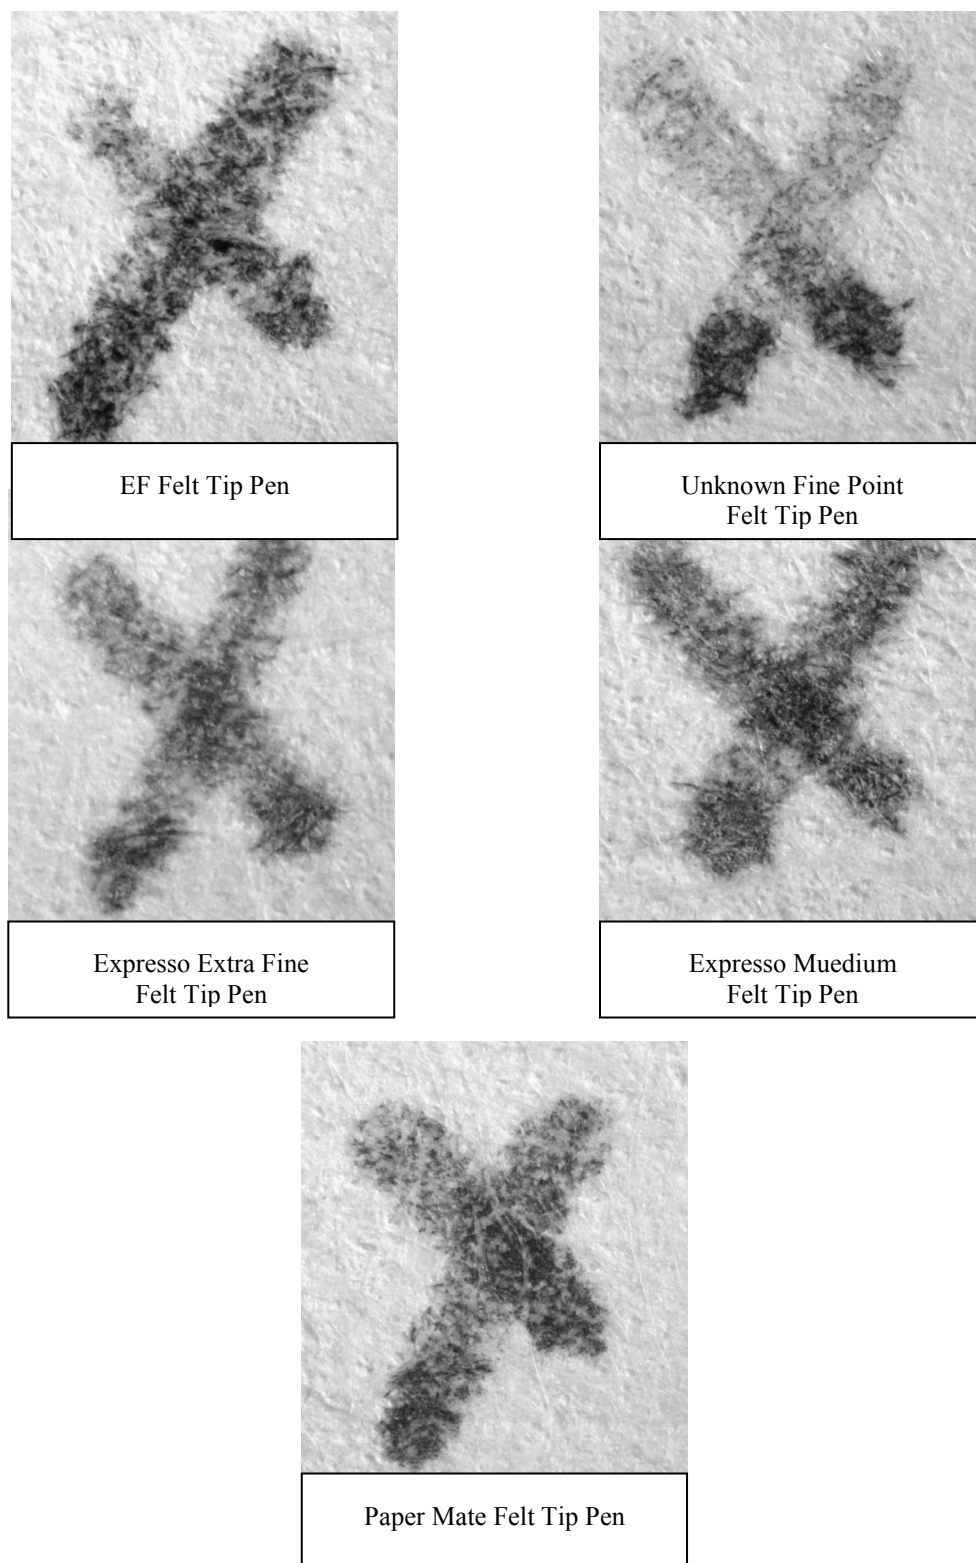 EF Felt Tip Pen
Unknown Fine Point
Felt Tip Pen
Expresso Extra Fine
Felt Tip Pen
Expresso Muedium
Felt Tip Pen
Paper Mate Felt Tip Pen